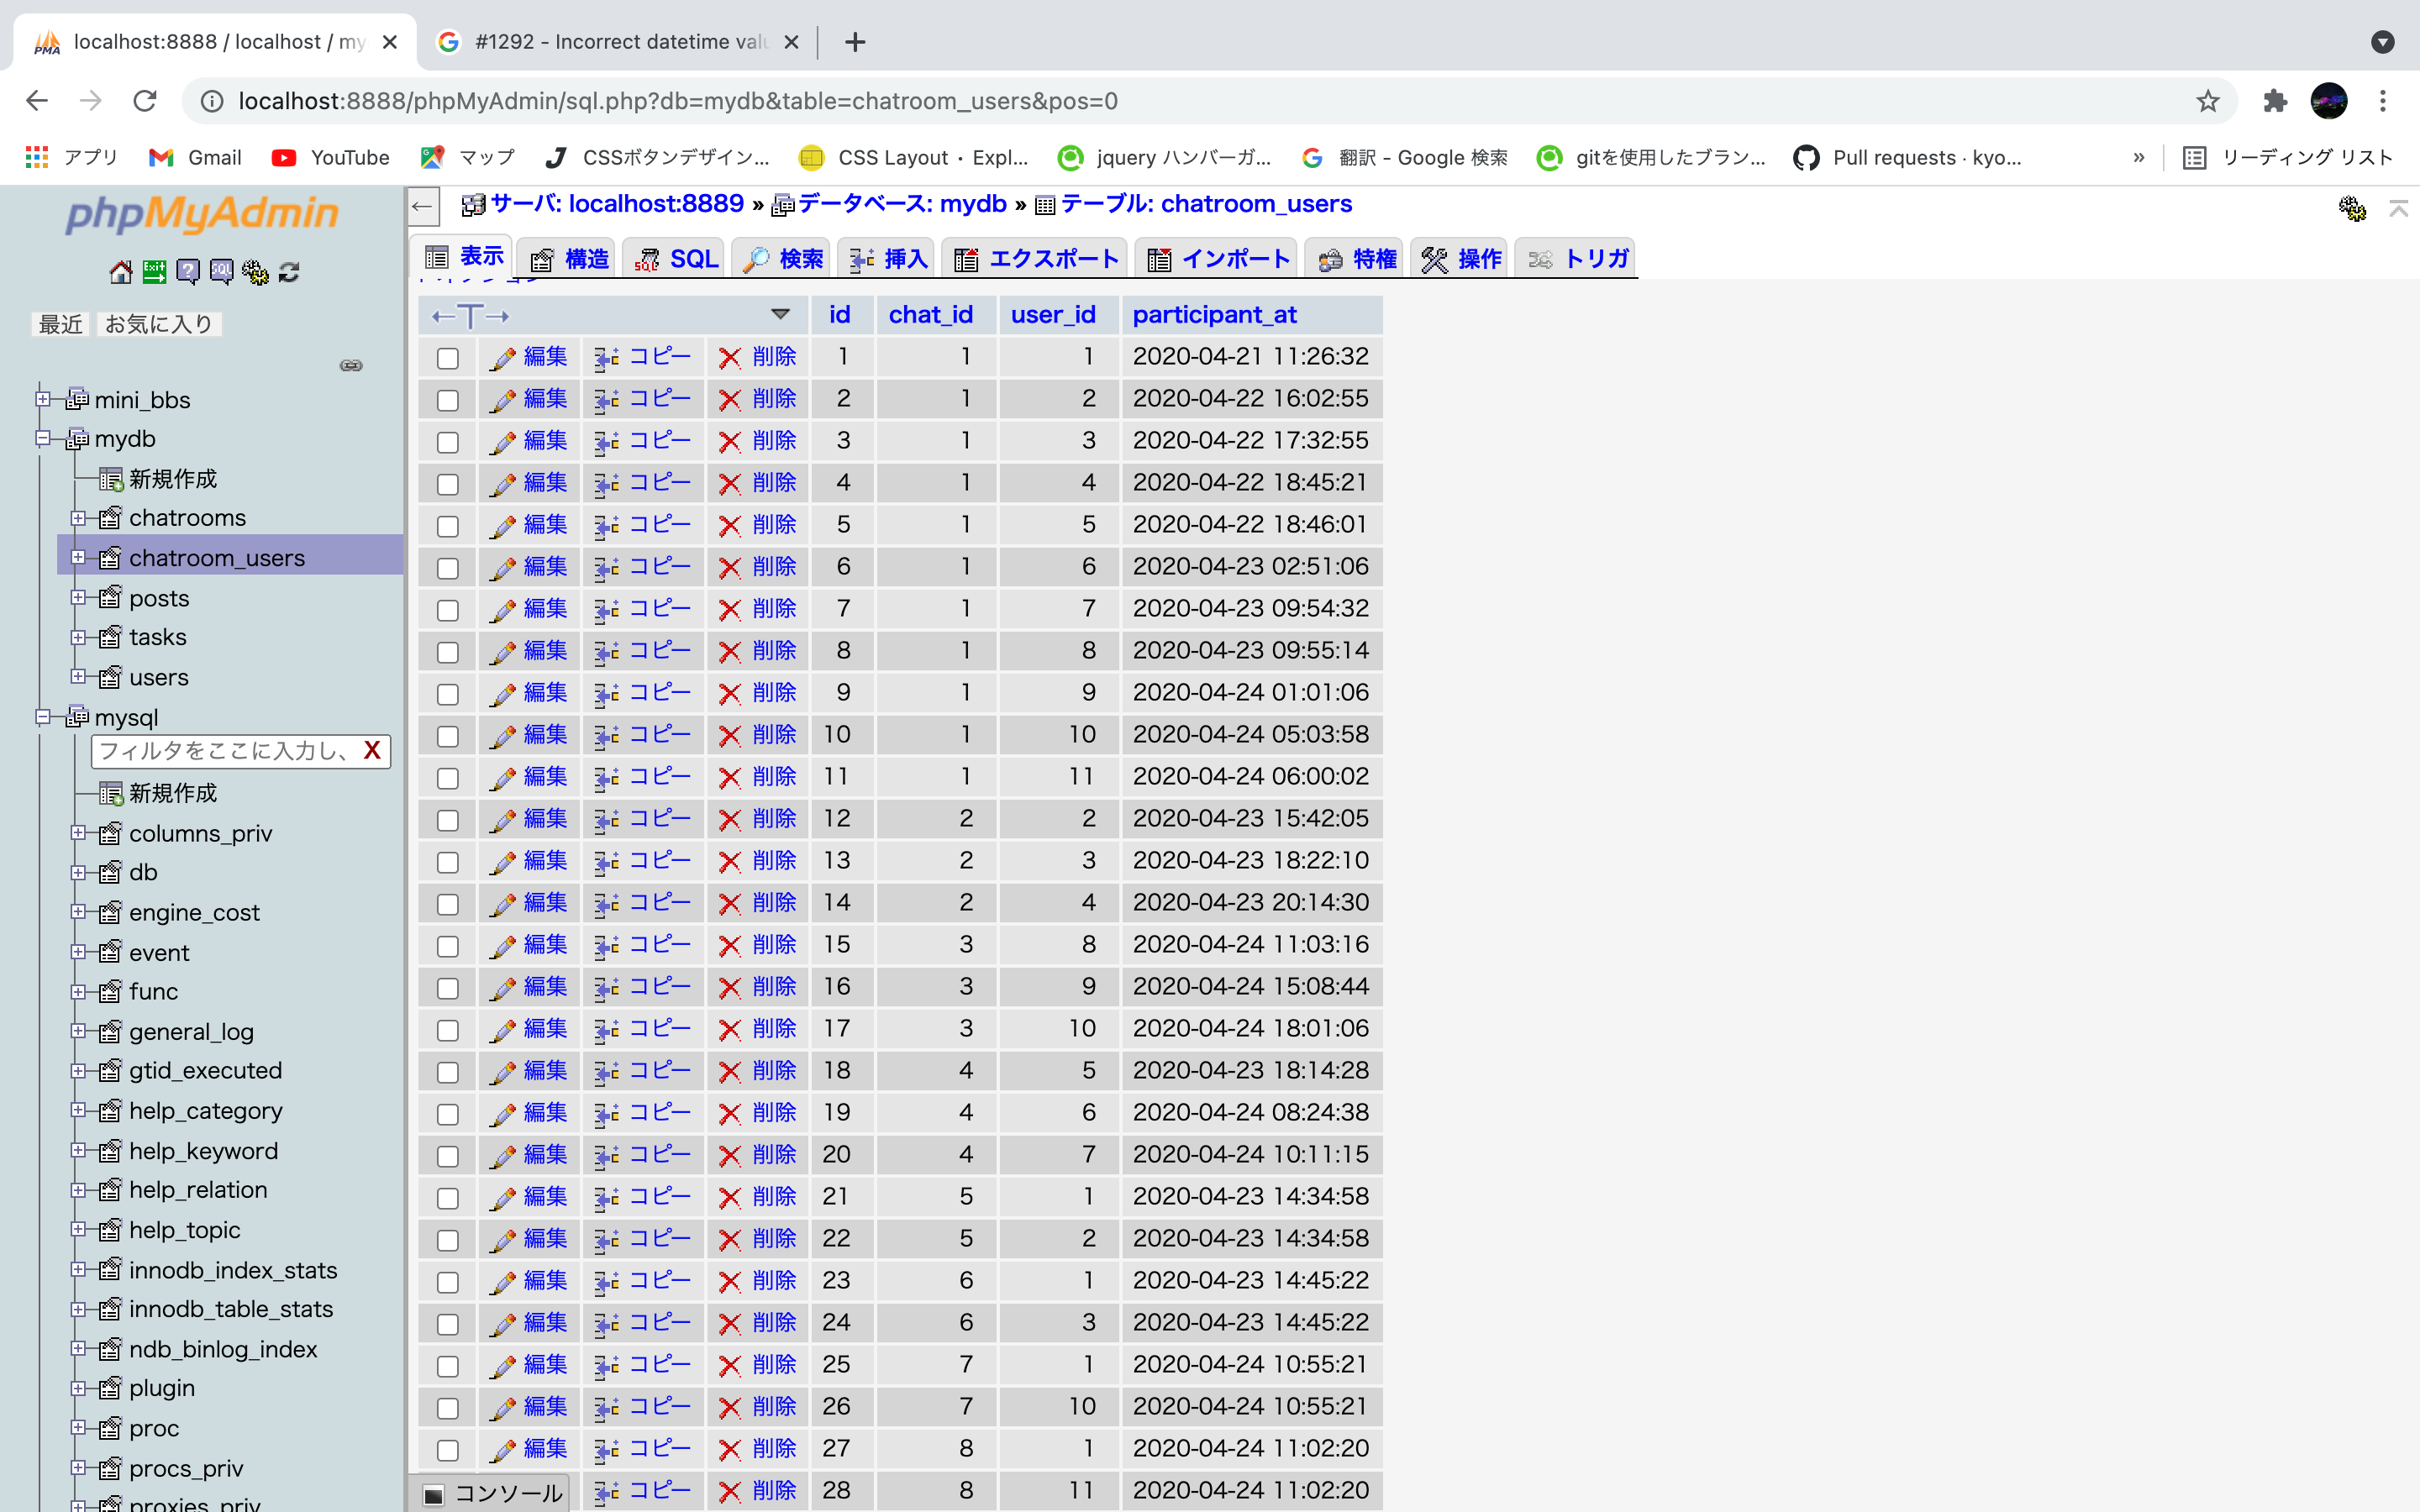 localhost:8888 / localhost / my
#1292 - Incorrect datetime val
localhost:8888/phpMyAdmin/sql.php?db=mydb&table=chatroom_users&pos=0
アプリ Gmail YouTube マップ CSSボタンデザイン... CSS Layout · Expl... jquery ハンバーガ... 翻訳 - Google 検索 gitを使用したブラン... Pull requests · kyo... » リーディング リスト
phpMyAdmin
最近 お気に入り
mini_bbs
mydb
新規作成
chatrooms
chatroom_users
posts
tasks
users
mysql
フィルタをここに入力し、 X
新規作成
columns_priv
db
engine_cost
event
func
general_log
gtid_executed
help_category
help_keyword
help_relation
help_topic
innodb_index_stats
innodb_table_stats
ndb_binlog_index
plugin
proc
procs_priv
proxies_priv
サーバ: localhost:8889 » データベース: mydb » テーブル: chatroom_users
表示 構造 SQL 検索 挿入 エクスポート インポート 特権 操作 トリガ
id chat_id user_id participant_at
編集 コピー 削除 1 1 1 2020-04-21 11:26:32
編集 コピー 削除 2 1 2 2020-04-22 16:02:55
編集 コピー 削除 3 1 3 2020-04-22 17:32:55
編集 コピー 削除 4 1 4 2020-04-22 18:45:21
編集 コピー 削除 5 1 5 2020-04-22 18:46:01
編集 コピー 削除 6 1 6 2020-04-23 02:51:06
編集 コピー 削除 7 1 7 2020-04-23 09:54:32
編集 コピー 削除 8 1 8 2020-04-23 09:55:14
編集 コピー 削除 9 1 9 2020-04-24 01:01:06
編集 コピー 削除 10 1 10 2020-04-24 05:03:58
編集 コピー 削除 11 1 11 2020-04-24 06:00:02
編集 コピー 削除 12 2 2 2020-04-23 15:42:05
編集 コピー 削除 13 2 3 2020-04-23 18:22:10
編集 コピー 削除 14 2 4 2020-04-23 20:14:30
編集 コピー 削除 15 3 8 2020-04-24 11:03:16
編集 コピー 削除 16 3 9 2020-04-24 15:08:44
編集 コピー 削除 17 3 10 2020-04-24 18:01:06
編集 コピー 削除 18 4 5 2020-04-23 18:14:28
編集 コピー 削除 19 4 6 2020-04-24 08:24:38
編集 コピー 削除 20 4 7 2020-04-24 10:11:15
編集 コピー 削除 21 5 1 2020-04-23 14:34:58
編集 コピー 削除 22 5 2 2020-04-23 14:34:58
編集 コピー 削除 23 6 1 2020-04-23 14:45:22
編集 コピー 削除 24 6 3 2020-04-23 14:45:22
編集 コピー 削除 25 7 1 2020-04-24 10:55:21
編集 コピー 削除 26 7 10 2020-04-24 10:55:21
編集 コピー 削除 27 8 1 2020-04-24 11:02:20
コピー 削除 28 8 11 2020-04-24 11:02:20
コンソール